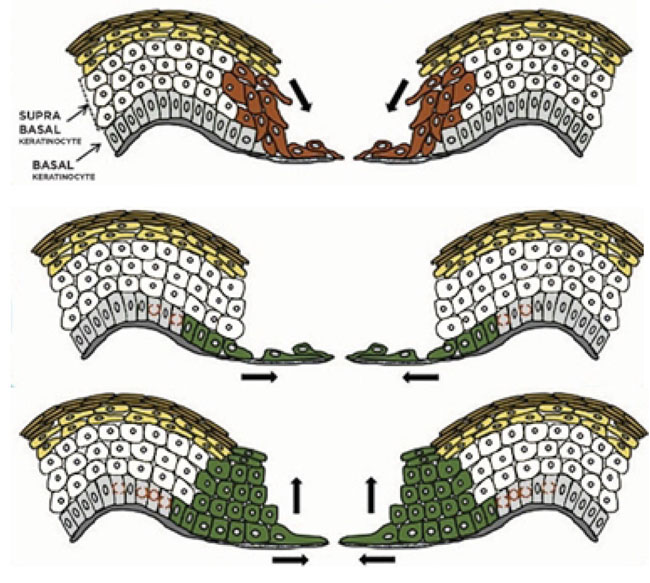 SUPRA
BASAL
KERATINOCYTE
BASAL
KERATINOCYTE